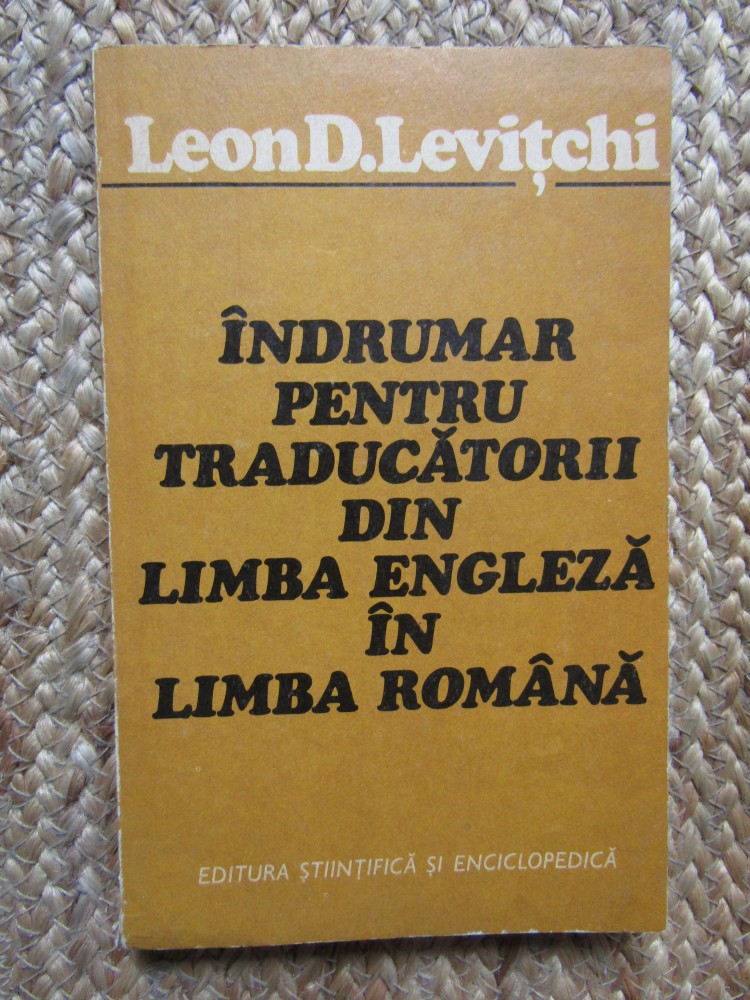 Leon D. Levițchi
ÎNDRUMAR
PENTRU
TRADUCĂTORII
DIN
LIMBA ENGLEZĂ
ÎN
LIMBA ROMÂNĂ
EDITURA ȘTIINȚIFICĂ ȘI ENCICLOPEDICĂ